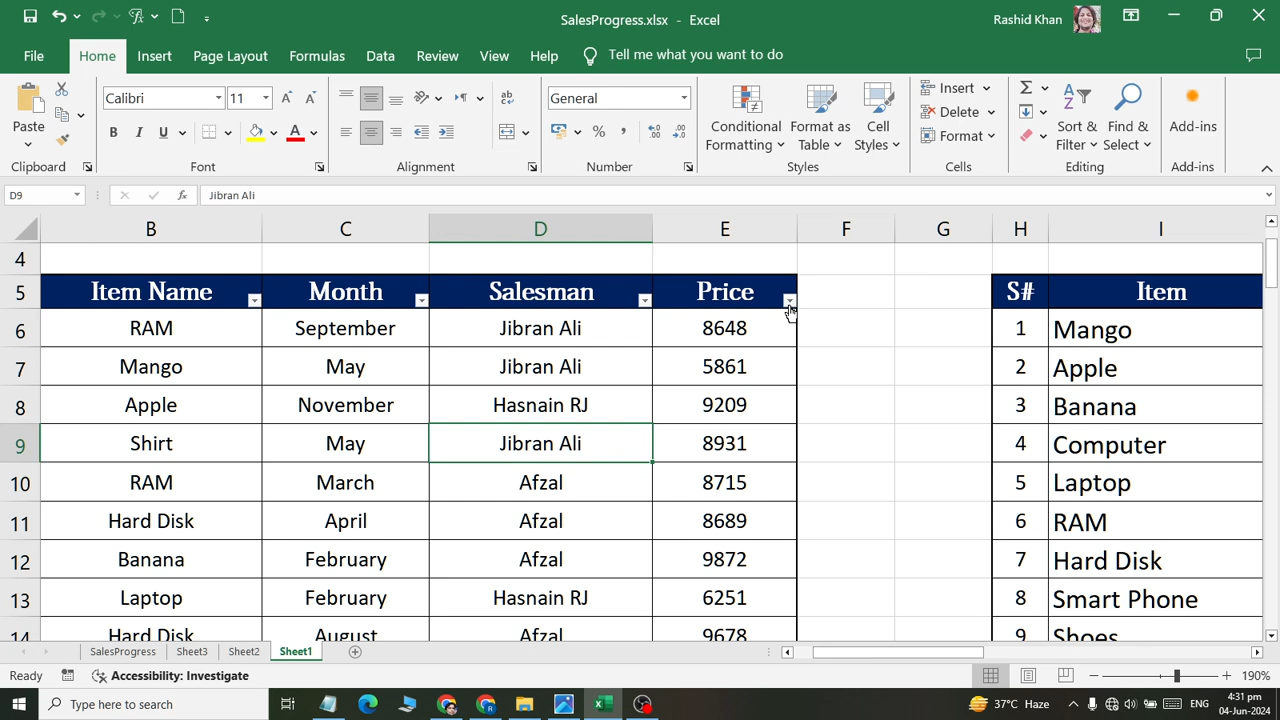 SalesProgress.xlsx - Excel
Rashid Khan
File Home Insert Page Layout Formulas Data Review View Help Tell me what you want to do
Paste
Clipboard
Calibri 11
B I U
Font
Alignment
General
Number
Conditional Formatting
Format as Table
Cell Styles
Styles
Insert
Delete
Format
Cells
Sort & Filter
Find & Select
Editing
Add-ins
Add-ins
D9 fx Jibran Ali
B C D E F G H I
4
5 Item Name Month Salesman Price S# Item
6 RAM September Jibran Ali 8648 1 Mango
7 Mango May Jibran Ali 5861 2 Apple
8 Apple November Hasnain RJ 9209 3 Banana
9 Shirt May Jibran Ali 8931 4 Computer
10 RAM March Afzal 8715 5 Laptop
11 Hard Disk April Afzal 8689 6 RAM
12 Banana February Afzal 9872 7 Hard Disk
13 Laptop February Hasnain RJ 6251 8 Smart Phone
14 Hard Disk August Afzal 9678 9 Shoes
SalesProgress Sheet3 Sheet2 Sheet1
Ready Accessibility: Investigate 190%
Type here to search 37°C Haze ENG 4:31 pm
04-Jun-2024